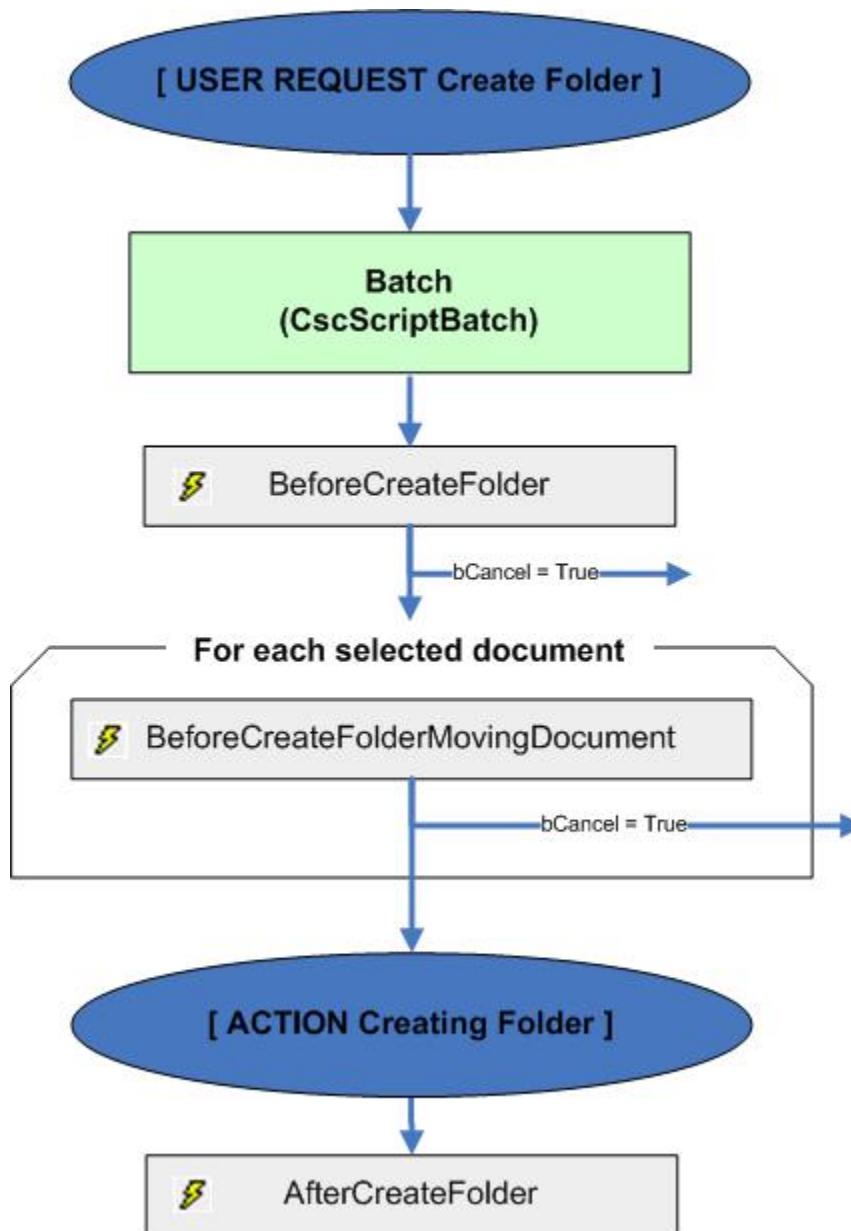 [ USER REQUEST Create Folder ]
Batch
(CscScriptBatch)
BeforeCreateFolder
bCancel = True
For each selected document
BeforeCreateFolderMovingDocument
bCancel = True
[ ACTION Creating Folder ]
AfterCreateFolder